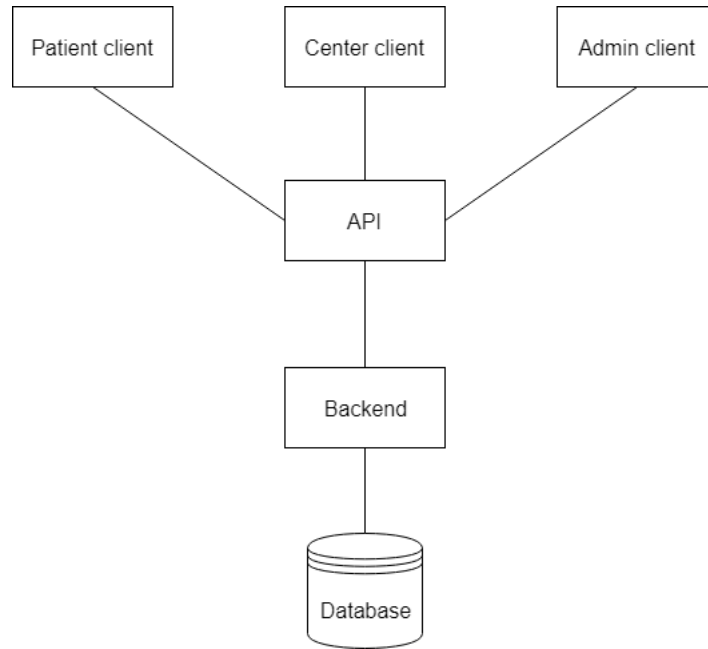 Patient client
Center client
Admin client
API
Backend
Database